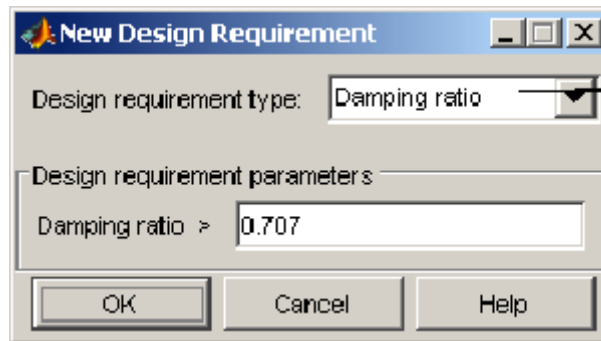 New Design Requirement
Design requirement type: Damping ratio
Design requirement parameters
Damping ratio > 0.707
OK Cancel Help